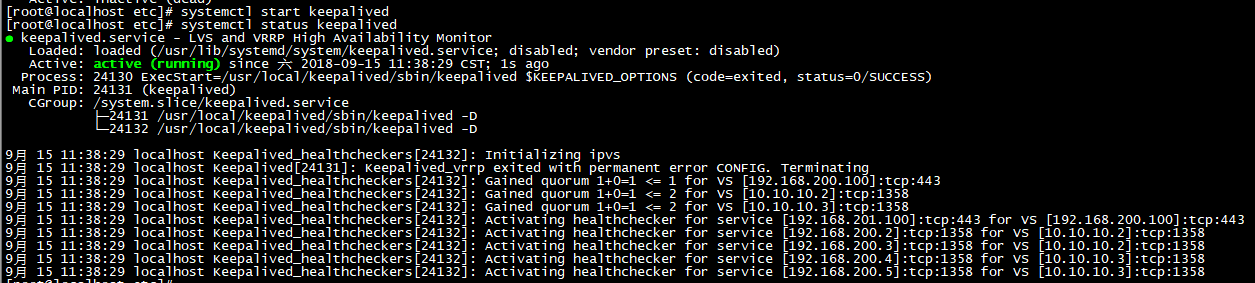 Active: inactive (dead)
[root@localhost etc]# systemctl start keepalived
[root@localhost etc]# systemctl status keepalived
● keepalived.service - LVS and VRRP High Availability Monitor
Loaded: loaded (/usr/lib/systemd/system/keepalived.service; disabled; vendor preset: disabled)
Active: active (running) since 六 2018-09-15 11:38:29 CST; 1s ago
Process: 24130 ExecStart=/usr/local/keepalived/sbin/keepalived $KEEPALIVED_OPTIONS (code=exited, status=0/SUCCESS)
Main PID: 24131 (keepalived)
CGroup: /system.slice/keepalived.service
├─24131 /usr/local/keepalived/sbin/keepalived -D
└─24132 /usr/local/keepalived/sbin/keepalived -D
9月 15 11:38:29 localhost Keepalived_healthcheckers[24132]: Initializing ipvs
9月 15 11:38:29 localhost Keepalived[24131]: Keepalived_vrrp exited with permanent error CONFIG. Terminating
9月 15 11:38:29 localhost Keepalived_healthcheckers[24132]: Gained quorum 1+0=1 <= 1 for VS [192.168.200.100]:tcp:443
9月 15 11:38:29 localhost Keepalived_healthcheckers[24132]: Gained quorum 1+0=1 <= 2 for VS [10.10.10.2]:tcp:1358
9月 15 11:38:29 localhost Keepalived_healthcheckers[24132]: Gained quorum 1+0=1 <= 2 for VS [10.10.10.3]:tcp:1358
9月 15 11:38:29 localhost Keepalived_healthcheckers[24132]: Activating healthchecker for service [192.168.201.100]:tcp:443 for VS [192.168.200.100]:tcp:443
9月 15 11:38:29 localhost Keepalived_healthcheckers[24132]: Activating healthchecker for service [192.168.200.2]:tcp:1358 for VS [10.10.10.2]:tcp:1358
9月 15 11:38:29 localhost Keepalived_healthcheckers[24132]: Activating healthchecker for service [192.168.200.3]:tcp:1358 for VS [10.10.10.2]:tcp:1358
9月 15 11:38:29 localhost Keepalived_healthcheckers[24132]: Activating healthchecker for service [192.168.200.4]:tcp:1358 for VS [10.10.10.3]:tcp:1358
9月 15 11:38:29 localhost Keepalived_healthcheckers[24132]: Activating healthchecker for service [192.168.200.5]:tcp:1358 for VS [10.10.10.3]:tcp:1358
[root@localhost etc]#